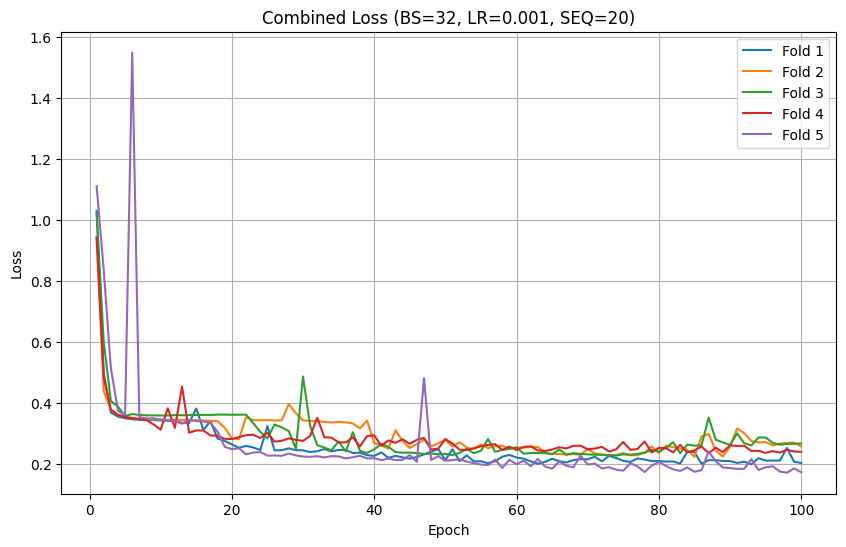 Combined Loss (BS=32, LR=0.001, SEQ=20)
1.6
1.4
1.2
1.0
0.8
0.6
0.4
0.2
Loss
Fold 1
Fold 2
Fold 3
Fold 4
Fold 5
0 20 40 60 80 100
Epoch